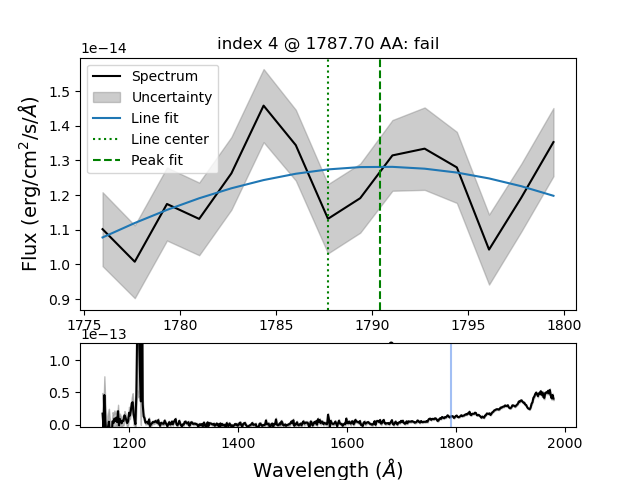 index 4 @ 1787.70 AA: fail
1e−14
Spectrum
Uncertainty
Line fit
Line center
Peak fit
Flux (erg/cm²/s/Å)
1.5
1.4
1.3
1.2
1.1
1.0
0.9
1775 1780 1785 1790 1795 1800
1e−13
1.0
0.5
0.0
1200 1400 1600 1800 2000
Wavelength (Å)